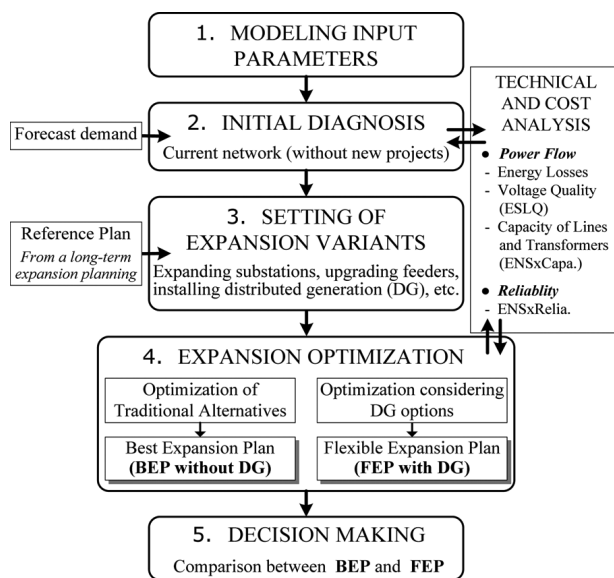 1. MODELING INPUT
PARAMETERS
Forecast demand
2. INITIAL DIAGNOSIS
Current network (without new projects)
Reference Plan
From a long-term
expansion planning
3. SETTING OF
EXPANSION VARIANTS
Expanding substations, upgrading feeders,
installing distributed generation (DG), etc.
TECHNICAL
AND COST
ANALYSIS
● Power Flow
- Energy Losses
- Voltage Quality
(ESLQ)
- Capacity of Lines
and Transformers
(ENSxCapa.)
● Reliablity
- ENSxRelia.
4. EXPANSION OPTIMIZATION
Optimization of
Traditional Alternatives
Optimization considering
DG options
Best Expansion Plan
(BEP without DG)
Flexible Expansion Plan
(FEP with DG)
5. DECISION MAKING
Comparison between BEP and FEP